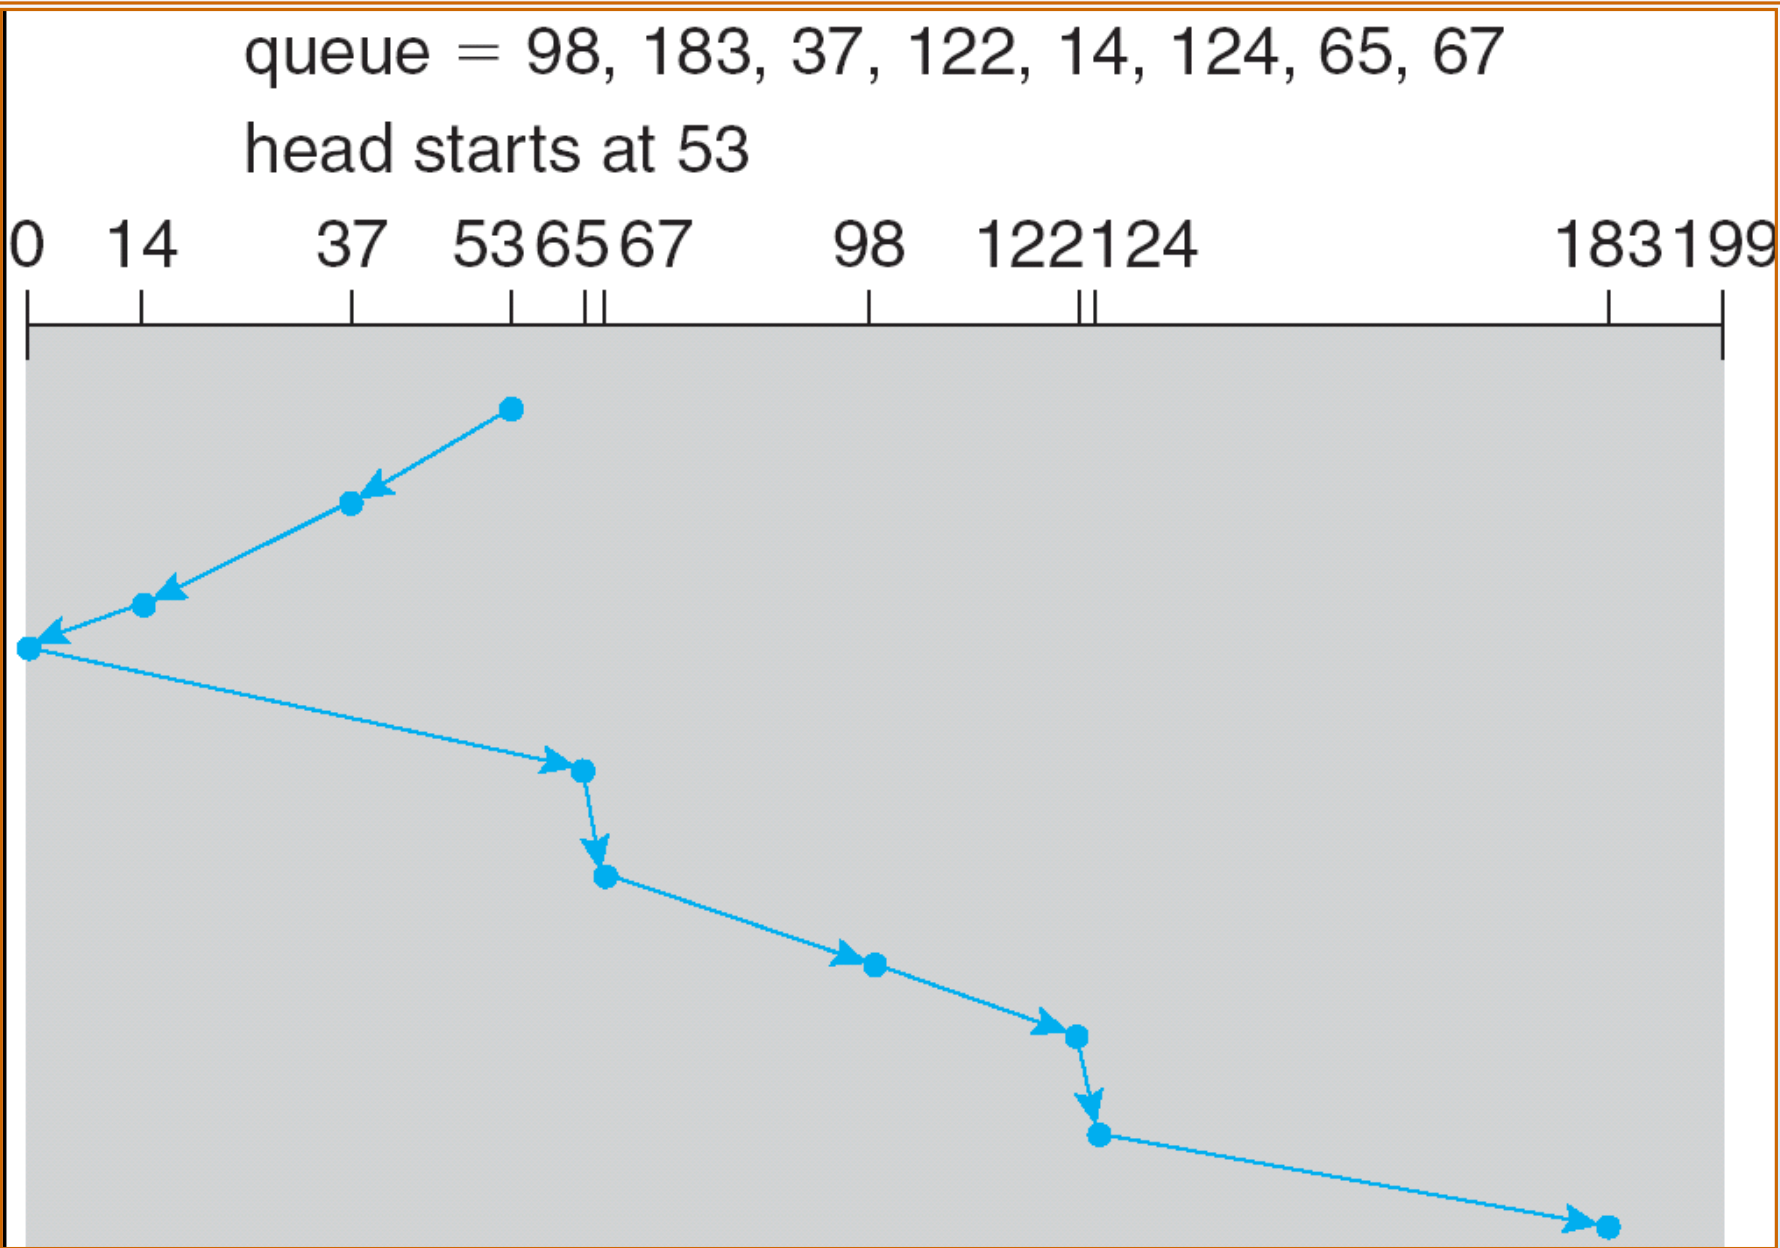 queue = 98, 183, 37, 122, 14, 124, 65, 67
head starts at 53
0 14 37 53 65 67 98 122 124 183 199